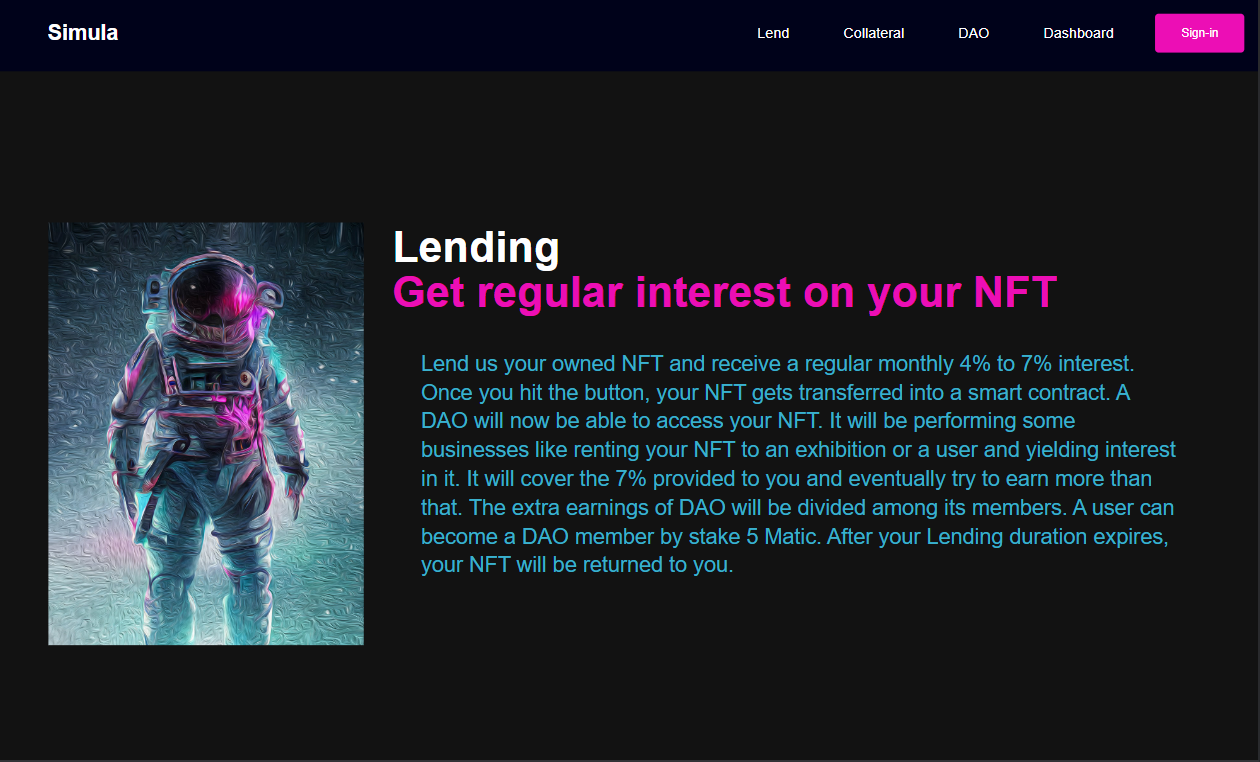 Simula
Lend
Collateral
DAO
Dashboard
Sign-in
Lending
Get regular interest on your NFT
Lend us your owned NFT and receive a regular monthly 4% to 7% interest.
Once you hit the button, your NFT gets transferred into a smart contract. A
DAO will now be able to access your NFT. It will be performing some
businesses like renting your NFT to an exhibition or a user and yielding interest
in it. It will cover the 7% provided to you and eventually try to earn more than
that. The extra earnings of DAO will be divided among its members. A user can
become a DAO member by stake 5 Matic. After your Lending duration expires,
your NFT will be returned to you.